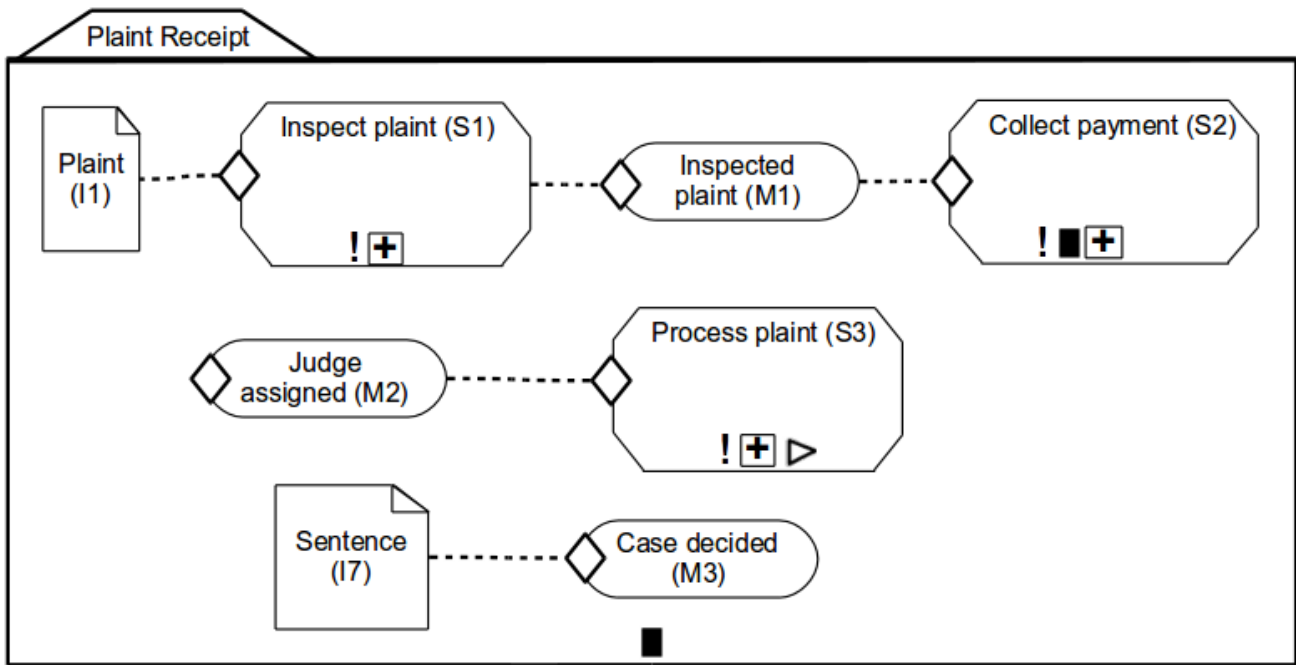 Plaint Receipt
Plaint
(I1)
Inspect plaint (S1)
!
Inspected
plaint (M1)
Collect payment (S2)
!
Judge
assigned (M2)
Process plaint (S3)
!
Sentence
(I7)
Case decided
(M3)